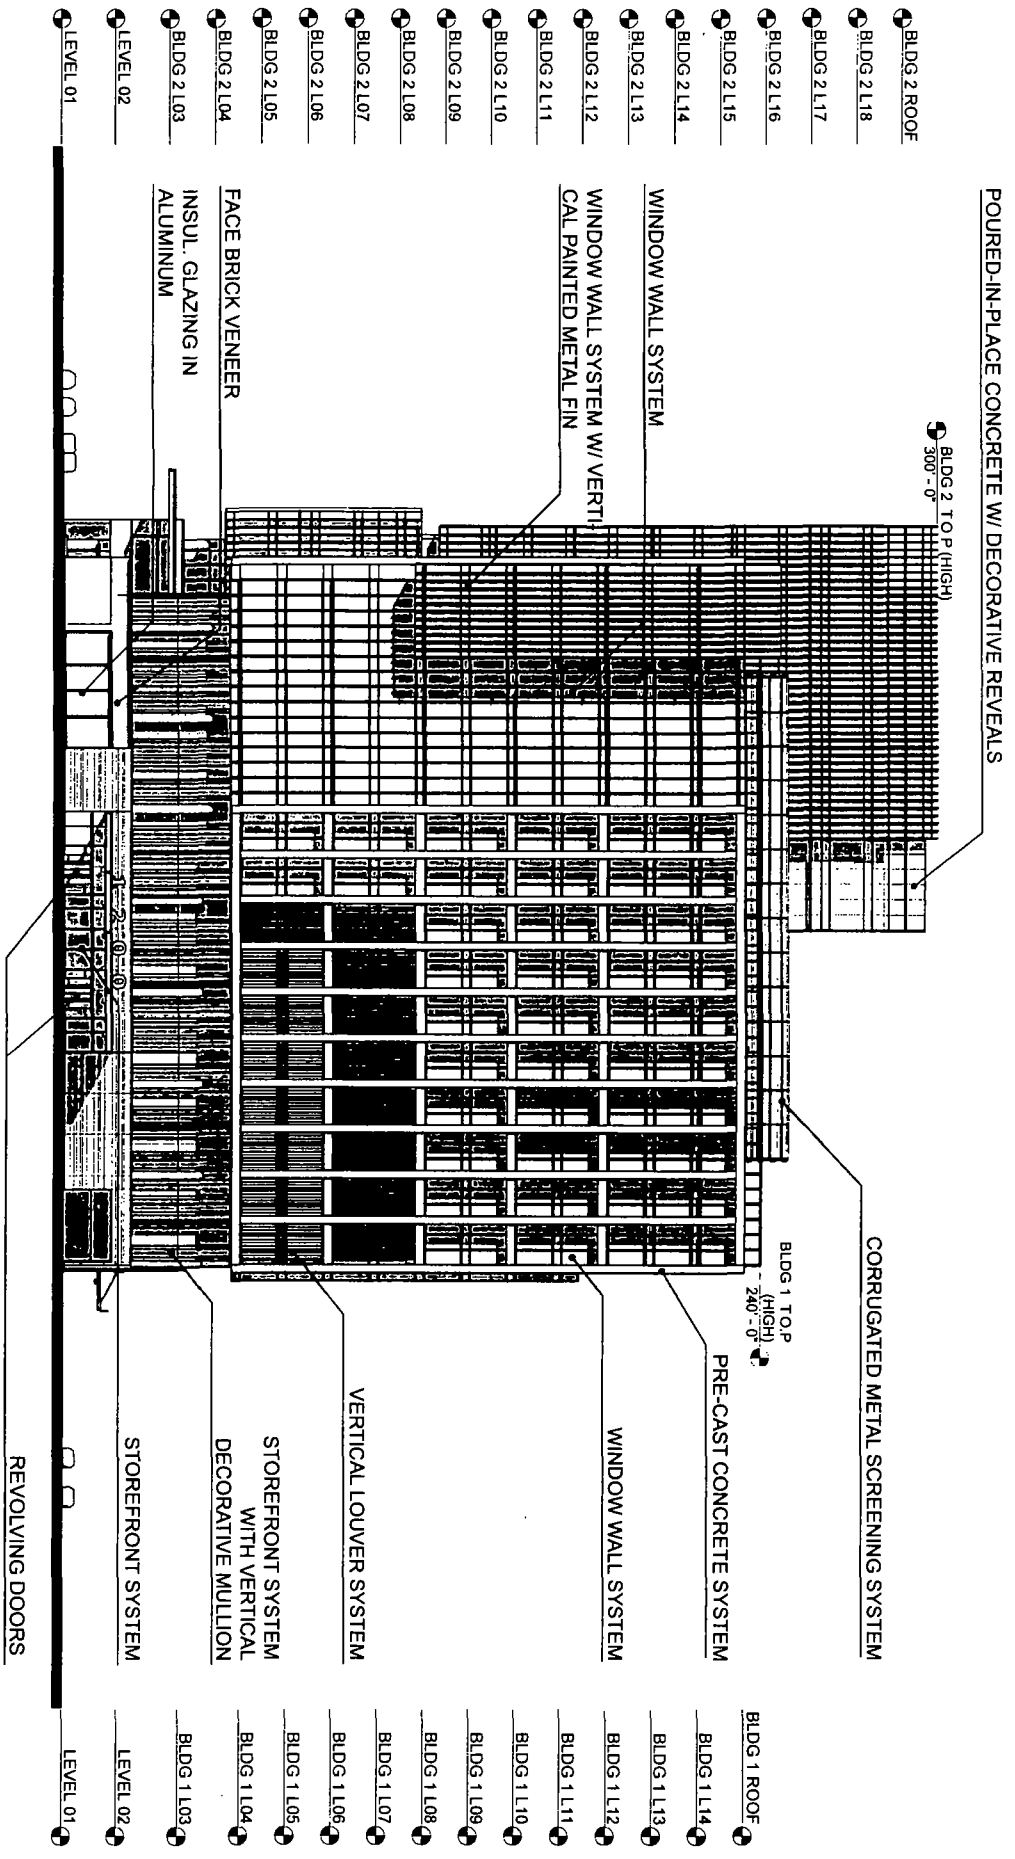 POURED-IN-PLACE CONCRETE W/ DECORATIVE REVEALS
BLDG 2 T O P (HIGH)
300' - 0"
BLDG 2 ROOF
BLDG 2 L18
BLDG 2 L17
BLDG 2 L16
BLDG 2 L15
BLDG 2 L14
BLDG 2 L13
BLDG 2 L12
BLDG 2 L11
BLDG 2 L10
BLDG 2 L09
BLDG 2 L08
BLDG 2 L07
BLDG 2 L06
BLDG 2 L05
BLDG 2 L04
BLDG 2 L03
LEVEL 02
LEVEL 01
WINDOW WALL SYSTEM
WINDOW WALL SYSTEM W/ VERTI-
CAL PAINTED METAL FIN
FACE BRICK VENEER
INSUL. GLAZING IN
ALUMINUM
1 2 0 0
CORRUGATED METAL SCREENING SYSTEM
BLDG 1 T.O.P
(HIGH)
240' - 0"
PRE-CAST CONCRETE SYSTEM
WINDOW WALL SYSTEM
VERTICAL LOUVER SYSTEM
STOREFRONT SYSTEM
WITH VERTICAL
DECORATIVE MULLION
STOREFRONT SYSTEM
REVOLVING DOORS
BLDG 1 ROOF
BLDG 1 L14
BLDG 1 L13
BLDG 1 L12
BLDG 1 L11
BLDG 1 L10
BLDG 1 L09
BLDG 1 L08
BLDG 1 L07
BLDG 1 L06
BLDG 1 L05
BLDG 1 L04
BLDG 1 L03
LEVEL 02
LEVEL 01